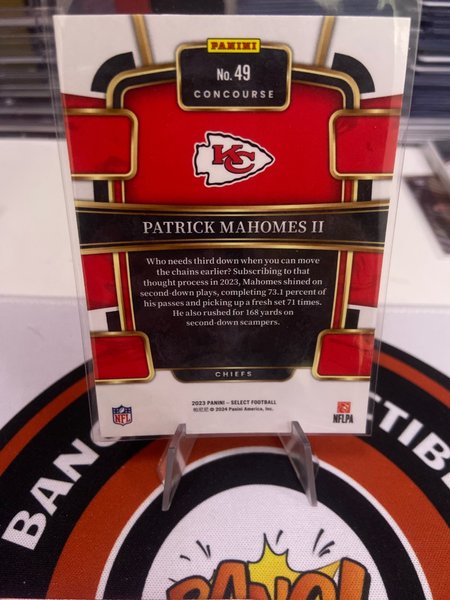 PANINI
No. 49
CONCOURSE
KC
PATRICK MAHOMES II
Who needs third down when you can move
the chains earlier? Subscribing to that
thought process in 2023, Mahomes shined on
second-down plays, completing 73.1 percent of
his passes and picking up a fresh set 71 times.
He also rushed for 168 yards on
second-down scampers.
CHIEFS
2023 PANINI – SELECT FOOTBALL
© 2024 Panini America, Inc.
NFL
NFLPA
BANG
BANG!